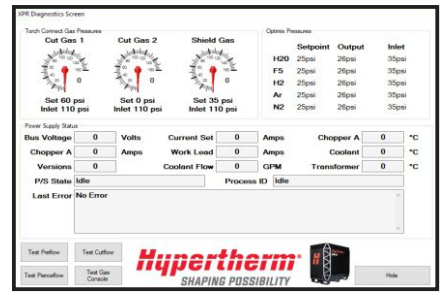 XPR Diagnostics Screen
Torch Connect Gas Pressures
Cut Gas 1 Cut Gas 2 Shield Gas
0 0 0
Set 60 psi Set 0 psi Set 35 psi
Inlet 110 psi Inlet 110 psi Inlet 110 psi
Optimix Pressures
Setpoint Output Inlet
H20 25psi 26psi 35psi
F5 25psi 26psi 35psi
H2 25psi 26psi 35psi
Ar 25psi 26psi 35psi
N2 25psi 26psi 35psi
Power Supply Status
Bus Voltage 0 Volts Current Set 0 Amps Chopper A 0 °C
Chopper A 0 Amps Work Lead 0 Amps Coolant 0 °C
Versions 0 Coolant Flow 0 GPM Transformer 0 °C
P/S State Idle Process ID Idle
Last Error No Error
Test Preflow Test Cutflow
Test Pierceflow Test Gas Console
Hypertherm
SHAPING POSSIBILITY
Hide